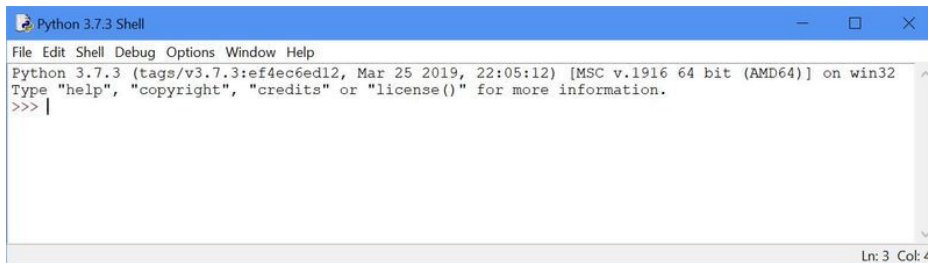 Python 3.7.3 Shell
File Edit Shell Debug Options Window Help
Python 3.7.3 (tags/v3.7.3:ef4ec6ed12, Mar 25 2019, 22:05:12) [MSC v.1916 64 bit (AMD64)] on win32
Type "help", "copyright", "credits" or "license()" for more information.
>>>
Ln: 3 Col: 4